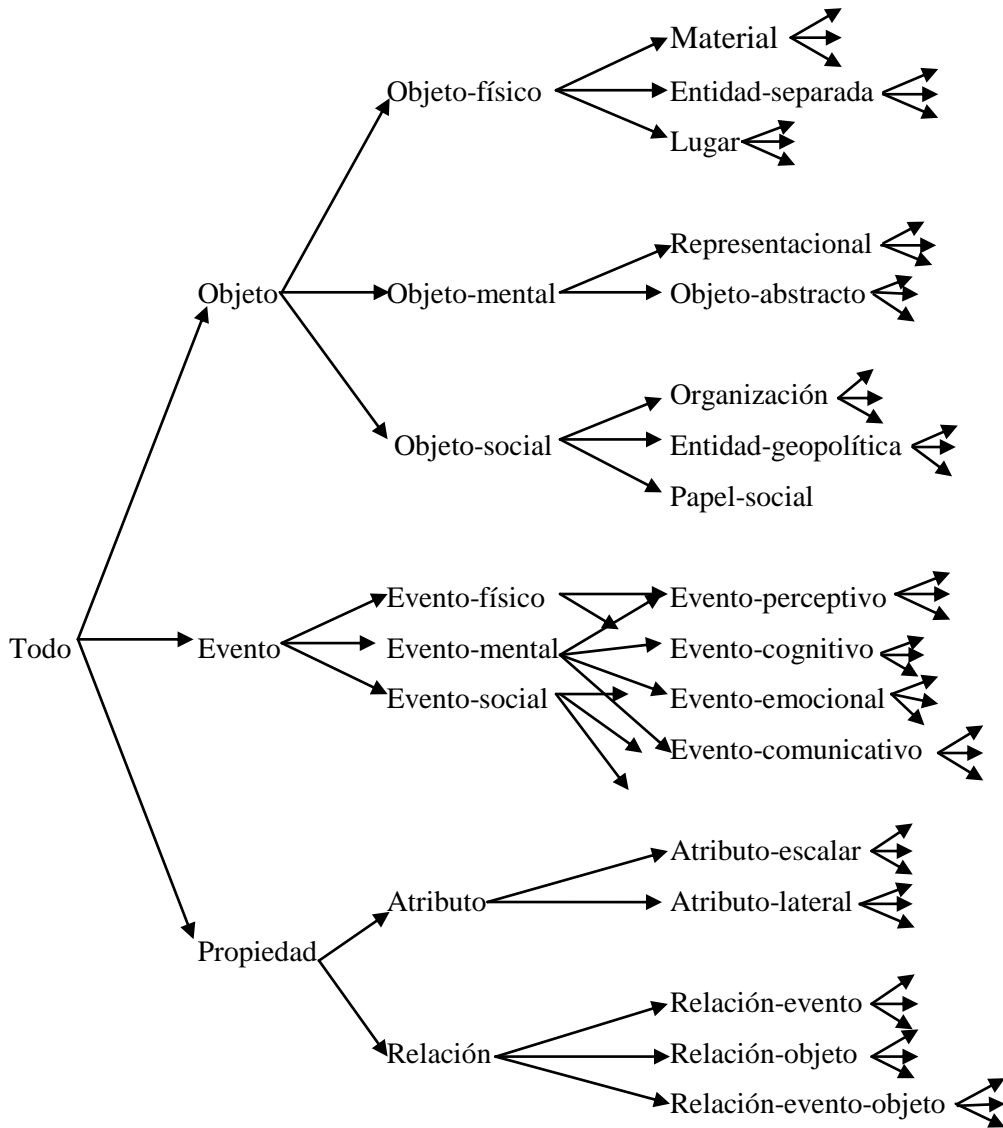 Material
Objeto-físico
Entidad-separada
Lugar
Representacional
Objeto
Objeto-mental
Objeto-abstracto
Organización
Objeto-social
Entidad-geopolítica
Papel-social
Evento-físico
Evento-perceptivo
Todo
Evento
Evento-mental
Evento-cognitivo
Evento-social
Evento-emocional
Evento-comunicativo
Atributo-escalar
Atributo
Atributo-lateral
Propiedad
Relación-evento
Relación
Relación-objeto
Relación-evento-objeto